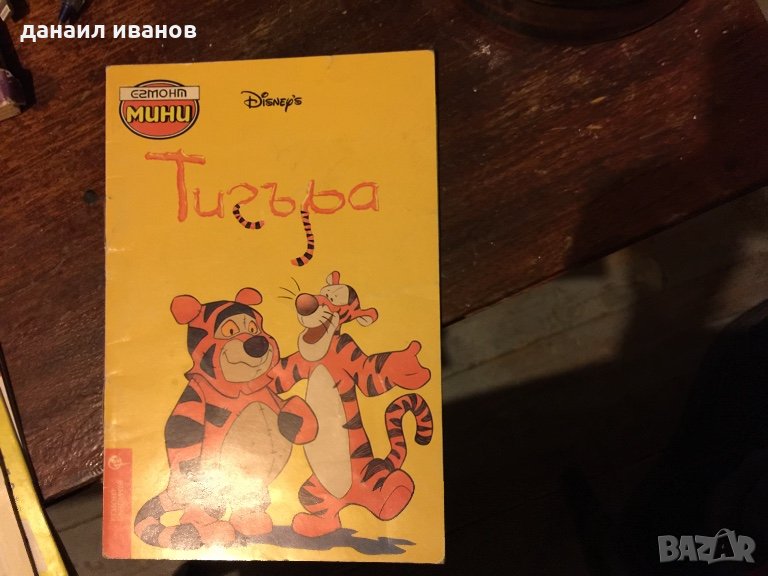 данаил иванов
ЕГМОНТ
МИНИ
Disney's
Тигъра
BAZAR